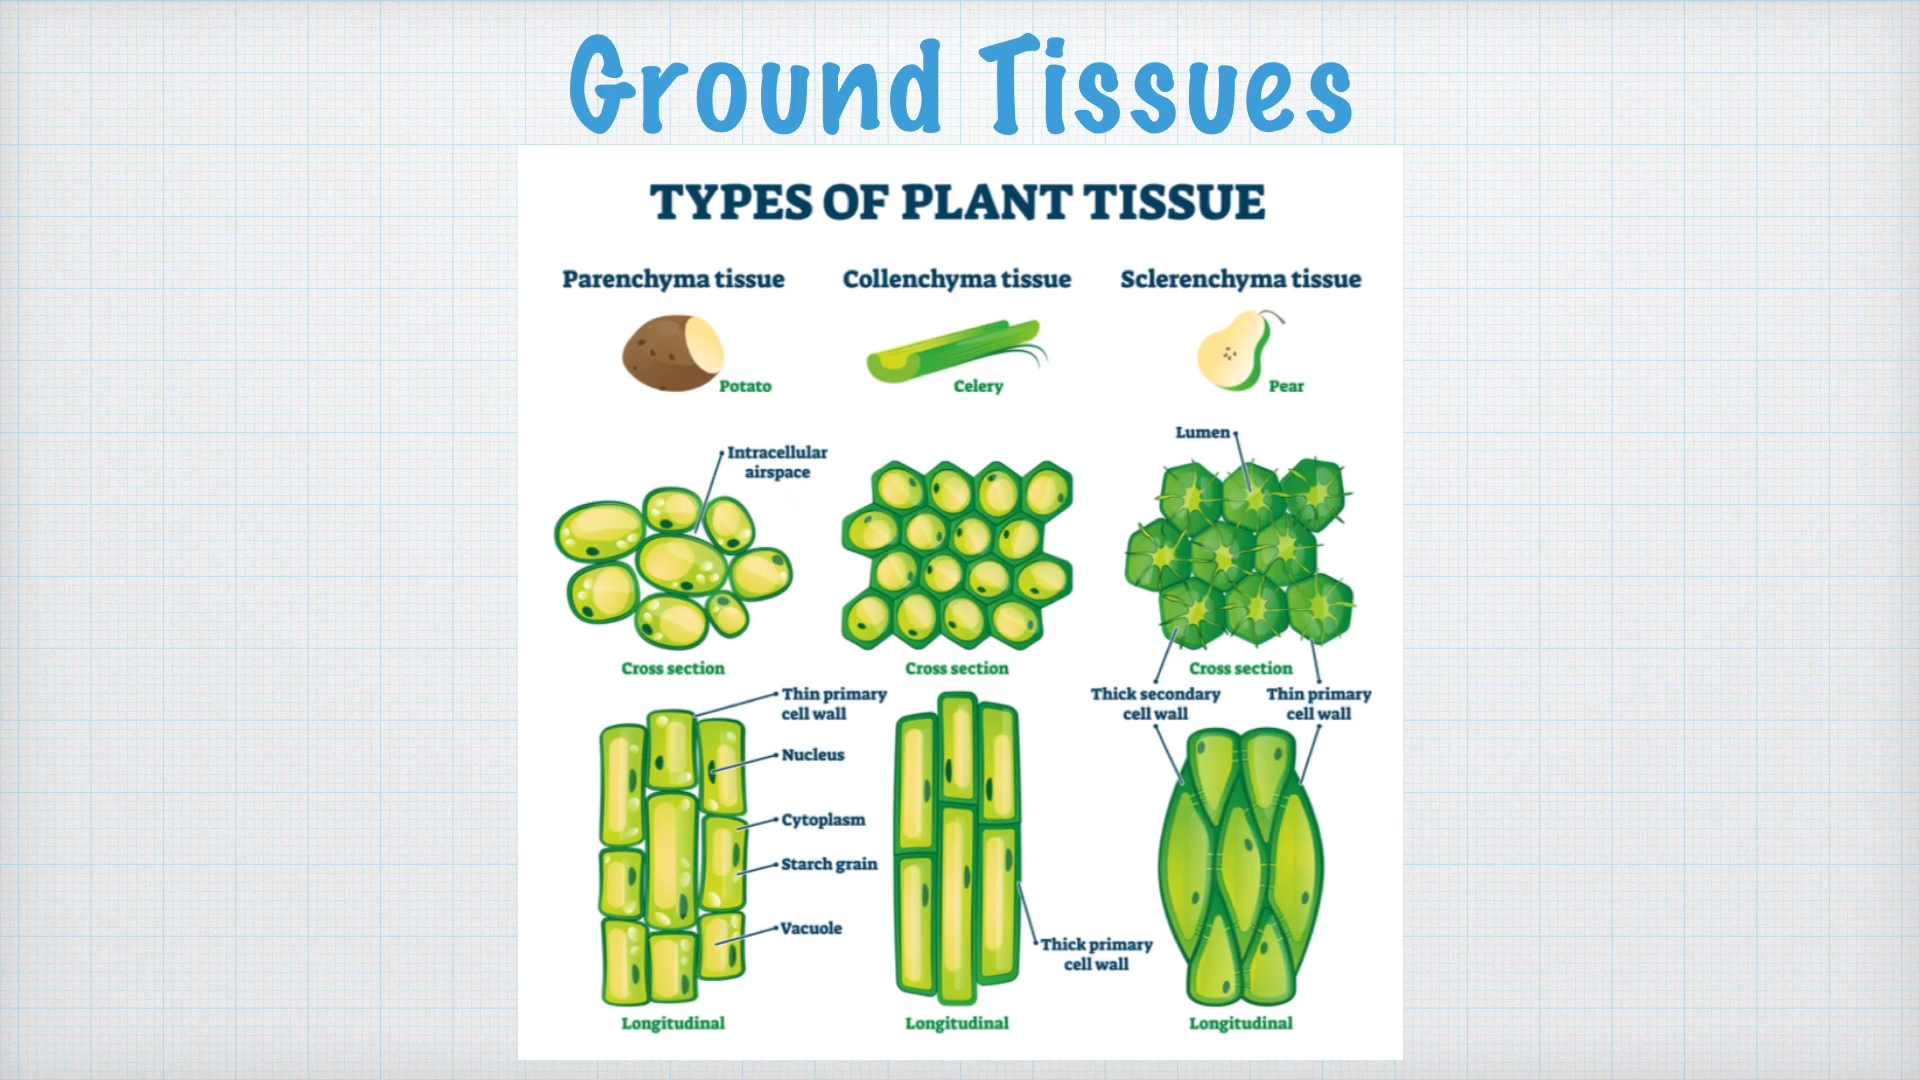 Ground Tissues
TYPES OF PLANT TISSUE
Parenchyma tissue
Collenchyma tissue
Sclerenchyma tissue
Potato
Celery
Pear
Lumen
Intracellular
airspace
Cross section
Cross section
Cross section
Thin primary
cell wall
Thick secondary
cell wall
Thin primary
cell wall
Nucleus
Cytoplasm
Starch grain
Vacuole
Thick primary
cell wall
Longitudinal
Longitudinal
Longitudinal